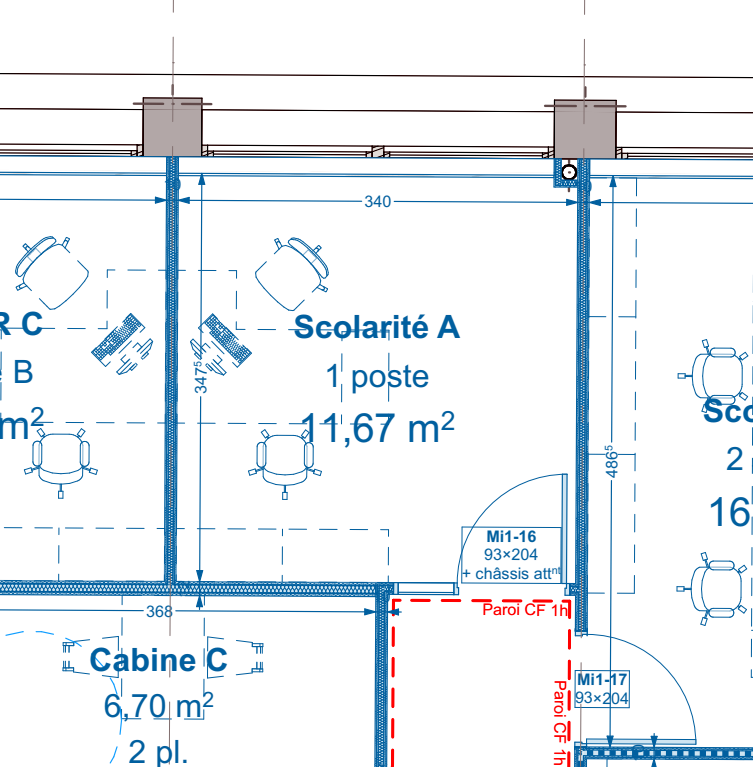 340
R C
B
m²
Scolarité A
1 poste
11,67 m²
347⁵
Sco
2
16
486⁵
Mi1-16
93×204
+ châssis attⁿᵗ
368
Paroi CF 1h
Cabine C
6,70 m²
2 pl.
Mi1-17
93×204
Paroi CF 1h